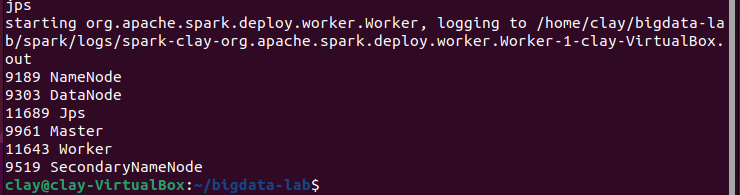 jps
starting org.apache.spark.deploy.worker.Worker, logging to /home/clay/bigdata-la
b/spark/logs/spark-clay-org.apache.spark.deploy.worker.Worker-1-clay-VirtualBox.
out
9189 NameNode
9303 DataNode
11689 Jps
9961 Master
11643 Worker
9519 SecondaryNameNode
clay@clay-VirtualBox:~/bigdata-lab$